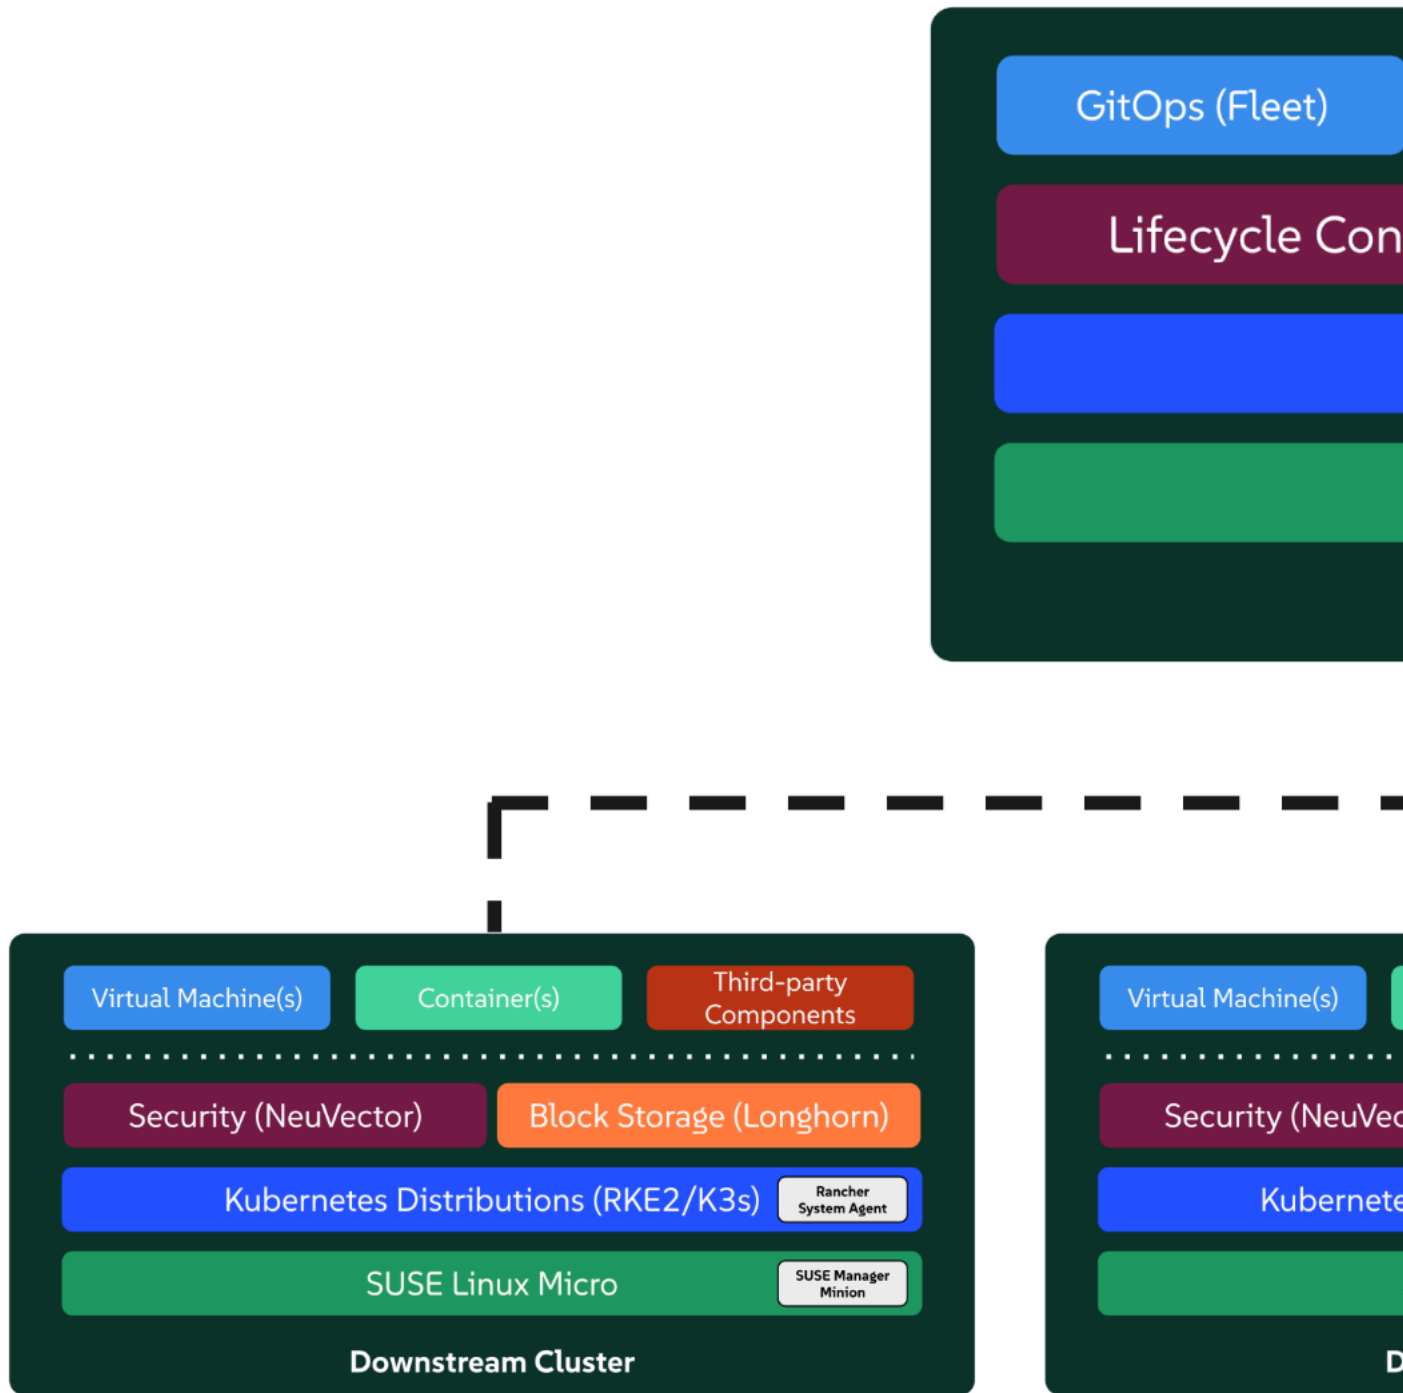 GitOps (Fleet)
Lifecycle Con
Virtual Machine(s)
Container(s)
Third-party
Components
Security (NeuVector)
Block Storage (Longhorn)
Kubernetes Distributions (RKE2/K3s)
Rancher
System Agent
SUSE Linux Micro
SUSE Manager
Minion
Downstream Cluster
Virtual Machine(s)
Security (NeuVec
Kubernete
D